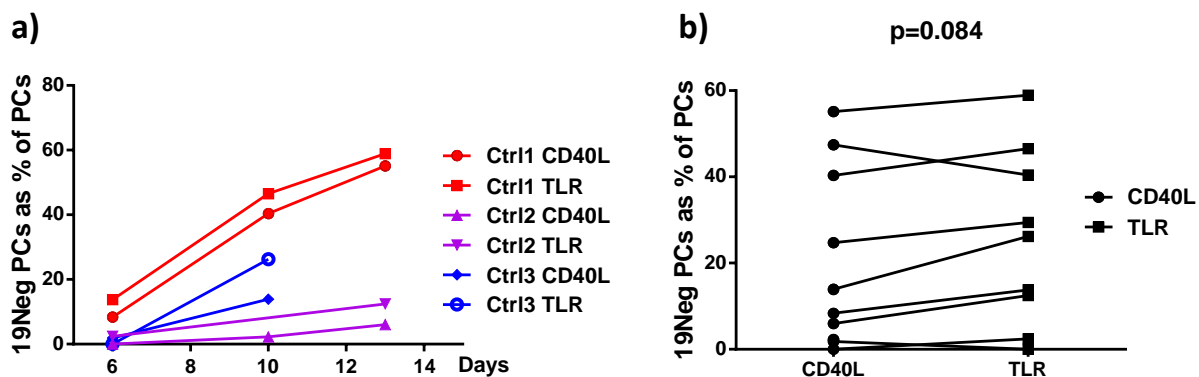 a)
19Neg PCs as % of PCs
80
60
40
20
0
6
8
10
12
14
Days
Ctrl1 CD40L
Ctrl1 TLR
Ctrl2 CD40L
Ctrl2 TLR
Ctrl3 CD40L
Ctrl3 TLR
b)
p=0.084
19Neg PCs as % of PCs
60
40
20
0
CD40L
TLR
CD40L
TLR